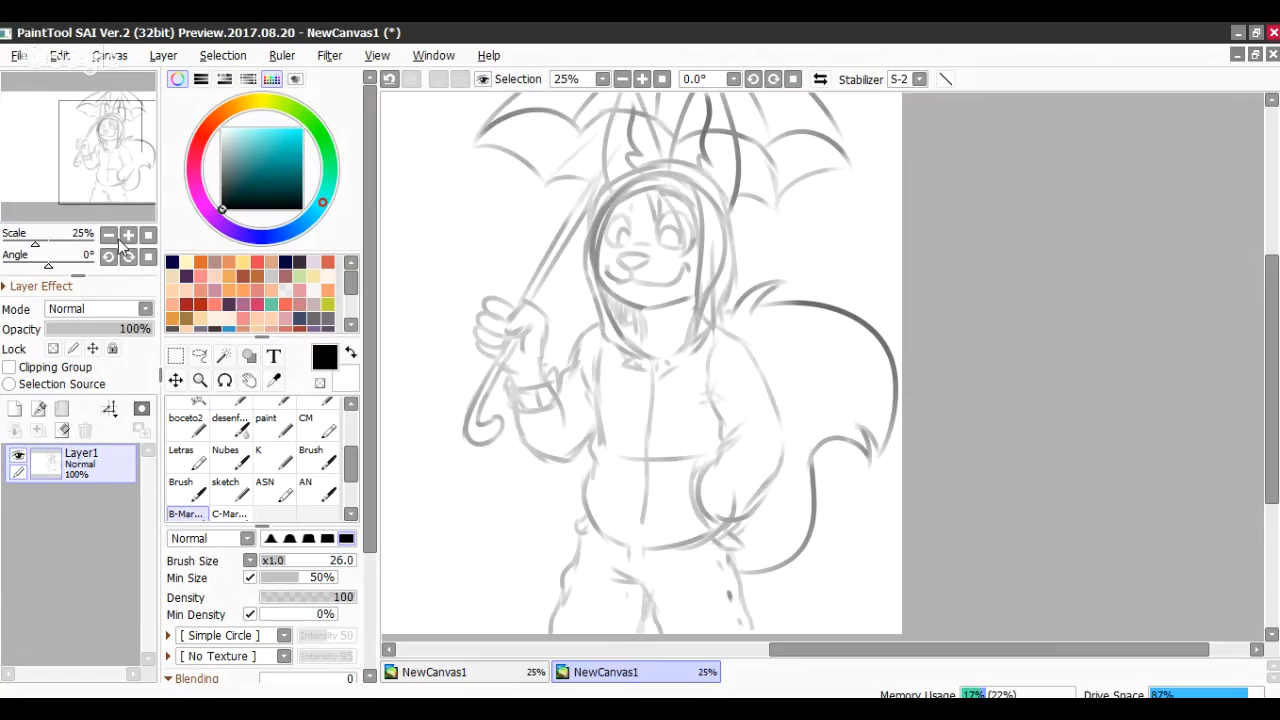 PaintTool SAI Ver.2 (32bit) Preview.2017.08.20 - NewCanvas1 (*)
File Edit Canvas Layer Selection Ruler Filter View Window Help
Selection 25% 0.0° Stabilizer S-2
Scale 25%
Angle 0°
Layer Effect
Mode Normal
Opacity 100%
Lock
Clipping Group
Selection Source
Layer1
Normal
100%
T
boceto2 desenf... paint CM
Letras Nubes K Brush
Brush sketch ASN AN
B-Mar... C-Mar...
Normal
Brush Size x1.0 26.0
Min Size 50%
Density 100
Min Density 0%
[ Simple Circle ] Intensity 50
[ No Texture ] Intensity 95
Blending 0
NewCanvas1 25% NewCanvas1 25%
Memory Usage 17% (22%) Drive Space 87%